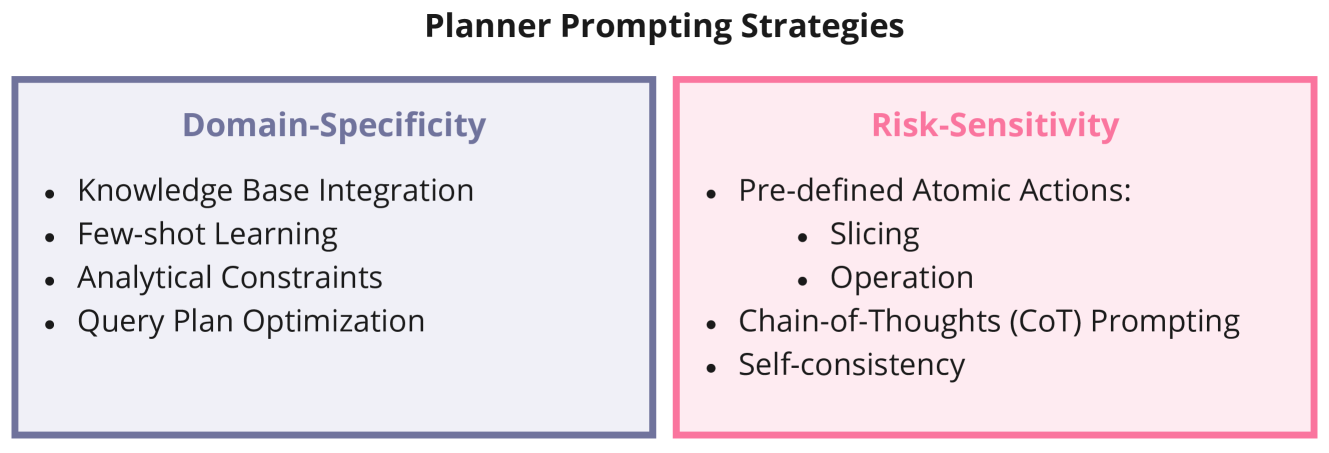 Planner Prompting Strategies
Domain-Specificity
• Knowledge Base Integration
• Few-shot Learning
• Analytical Constraints
• Query Plan Optimization
Risk-Sensitivity
• Pre-defined Atomic Actions:
• Slicing
• Operation
• Chain-of-Thoughts (CoT) Prompting
• Self-consistency